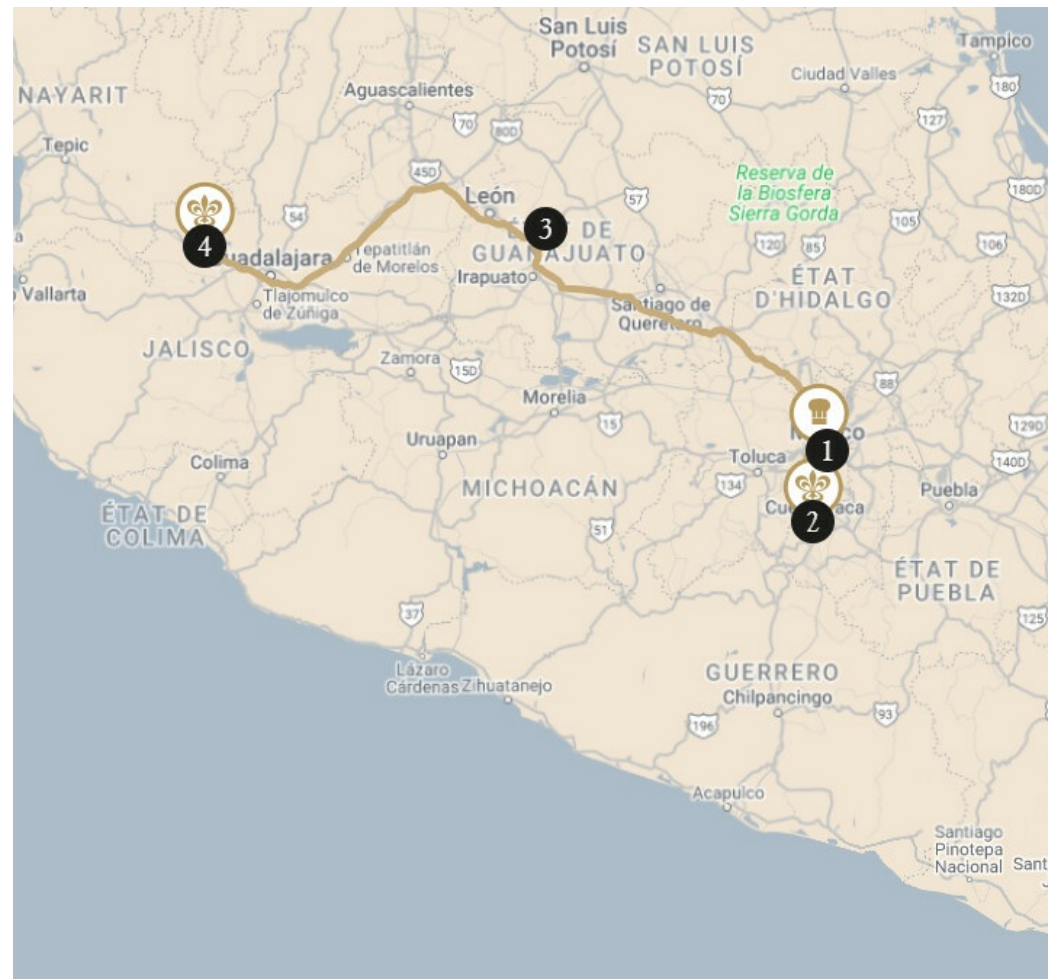 San Luis
Potosí
SAN LUIS
POTOSÍ
Tampico
Ciudad Valles
180
NAYARIT
Aguascalientes
70
70
80D
127
Tepic
45D
Reserva de
la Biosfera
Sierra Gorda
180D
León
57
54
105
3
DE
GUANAJUATO
120
85
106
4
uadalajara
Tepatitlán
de Morelos
Irapuato
ÉTAT
D'HIDALGO
Vallarta
Tlajomulco
de Zúñiga
Santiago de
Querétaro
132D
JALISCO
Zamora
15D
88
Morelia
15
129D
Uruapan
1
Toluca
140D
Colima
134
Puebla
MICHOACÁN
2
ÉTAT DE
COLIMA
51
ÉTAT DE
PUEBLA
37
125
Lázaro
Cárdenas
Zihuatanejo
GUERRERO
Chilpancingo
93
196
Acapulco
Santiago
Pinotepa
Nacional
Sant